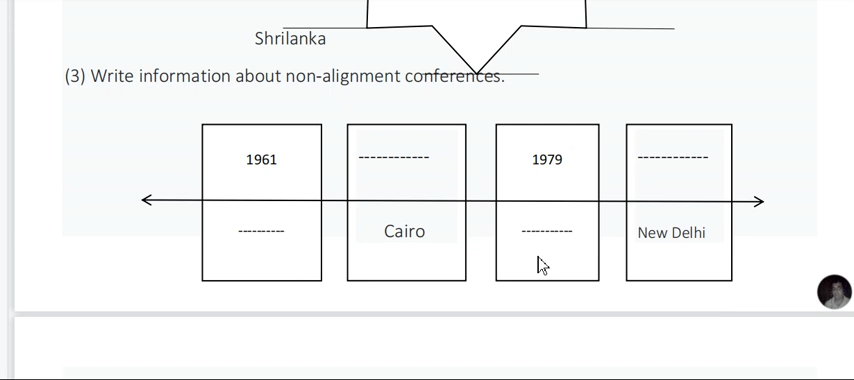 Shrilanka
(3) Write information about non-alignment conferences.
1961 ------------ 1979 ------------
---------- Cairo ----------- New Delhi